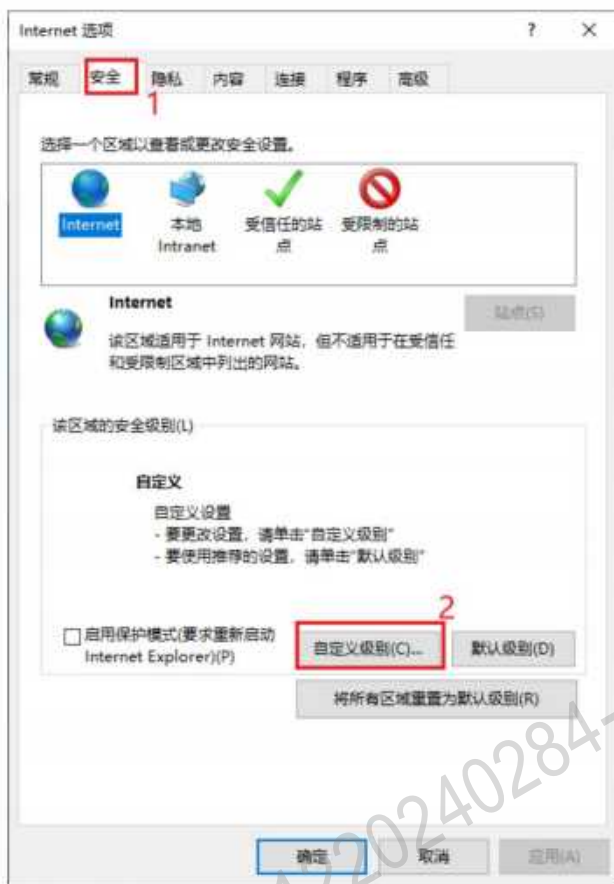 Internet 选项
?
×
常规 安全 隐私 内容 连接 程序 高级
1
选择一个区域以查看或更改安全设置。
Internet
本地
Intranet
受信任的站
点
受限制的站
点
Internet
站点(S)
该区域适用于 Internet 网站，但不适用于在受信任
和受限制区域中列出的网站。
该区域的安全级别(L)
自定义
自定义设置
- 要更改设置，请单击"自定义级别"
- 要使用推荐的设置，请单击"默认级别"
2
启用保护模式(要求重新启动
Internet Explorer)(P)
自定义级别(C)...
默认级别(D)
将所有区域重置为默认级别(R)
确定
取消
应用(A)